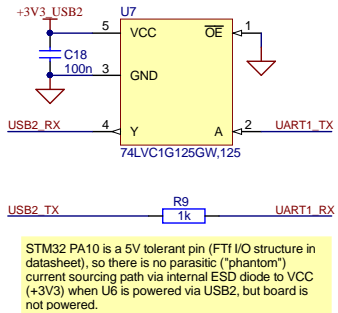 +3V3_USB2
U7
5 VCC OE 1
C18
100n
3 GND
USB2_RX 4 Y A 2 UART1_TX
74LVC1G125GW,125
USB2_TX R9 UART1_RX
1k
STM32 PA10 is a 5V tolerant pin (FTf I/O structure in
datasheet), so there is no parasitic ("phantom")
current sourcing path via internal ESD diode to VCC
(+3V3) when U6 is powered via USB2, but board is
not powered.